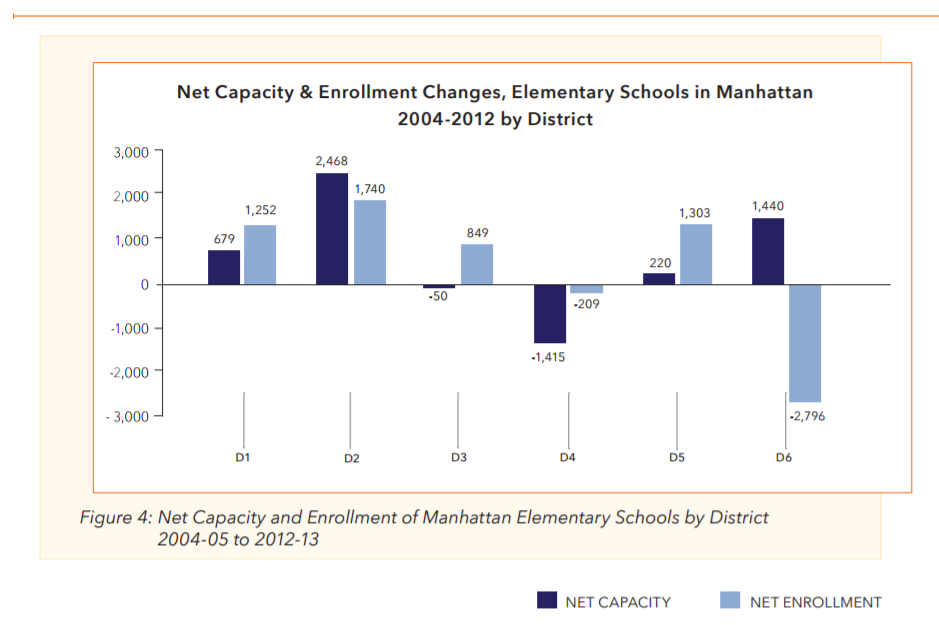 Net Capacity & Enrollment Changes, Elementary Schools in Manhattan
2004-2012 by District
3,000
2,000
1,000
0
-1,000
-2,000
- 3,000
679
1,252
2,468
1,740
-50
849
-1,415
-209
220
1,303
1,440
-2,796
D1
D2
D3
D4
D5
D6
Figure 4: Net Capacity and Enrollment of Manhattan Elementary Schools by District
2004-05 to 2012-13
NET CAPACITY
NET ENROLLMENT